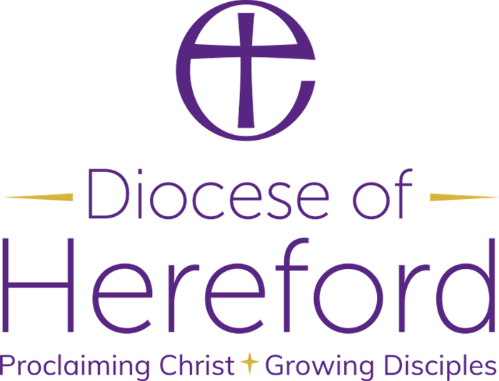 Diocese of
Hereford
Proclaiming Christ Growing Disciples